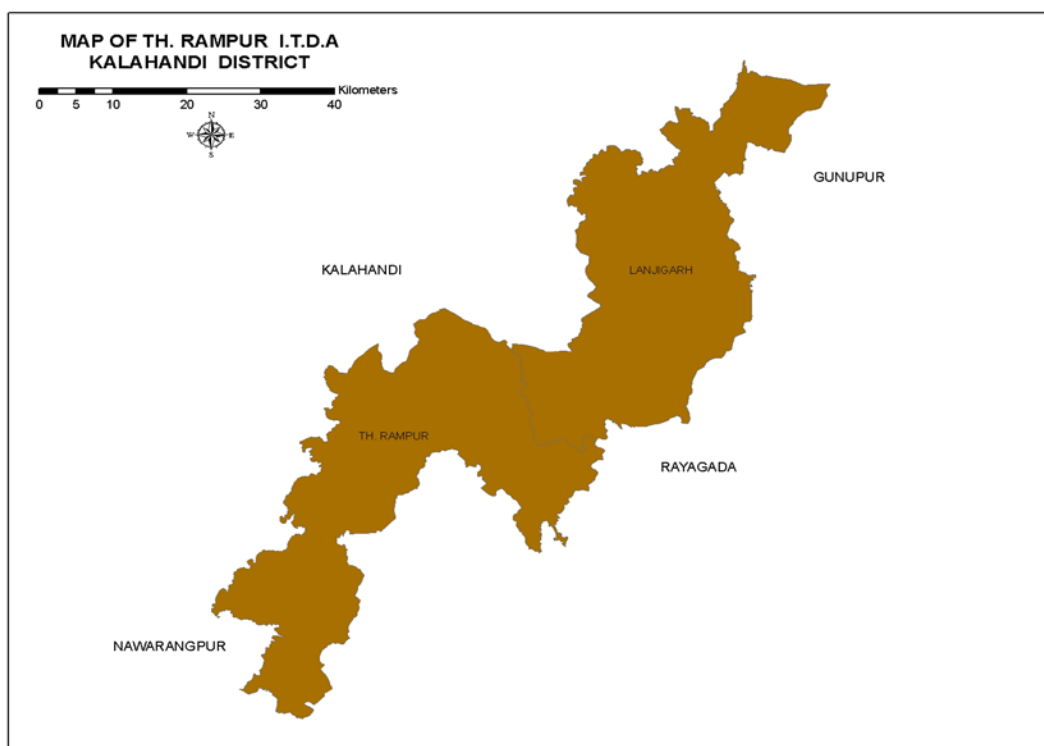 MAP OF TH. RAMPUR I.T.D.A
KALAHANDI DISTRICT
Kilometers
0 5 10 20 30 40
N
W E
S
GUNUPUR
KALAHANDI
LANJIGARH
TH. RAMPUR
RAYAGADA
NAWARANGPUR